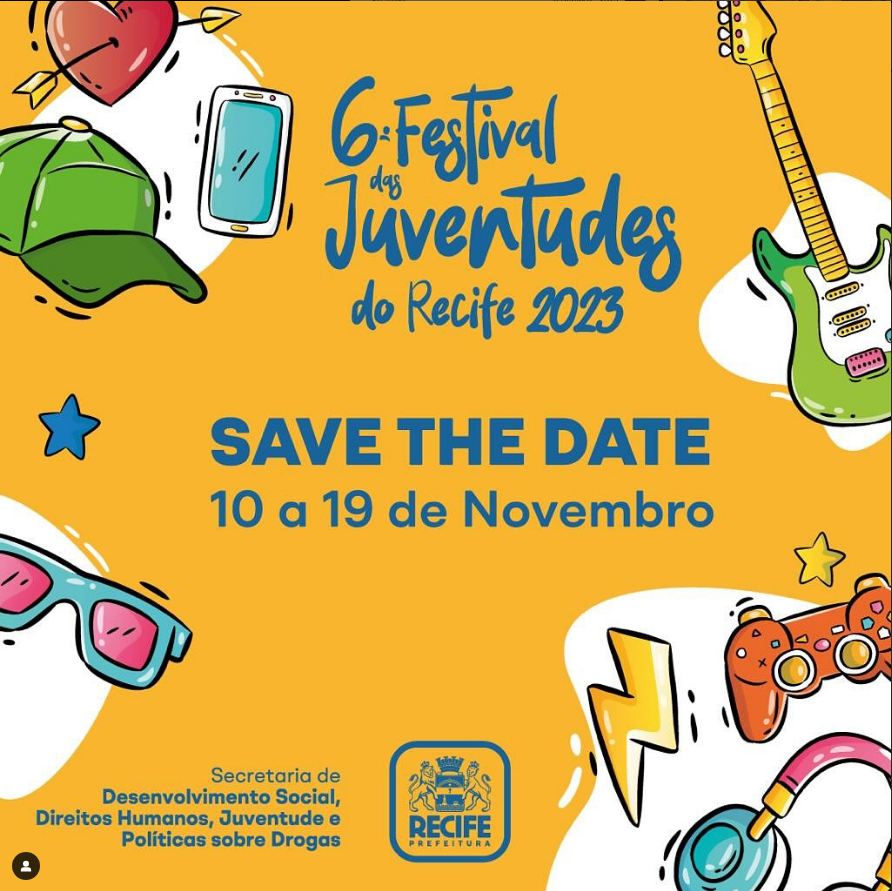 6º Festival
das
Juventudes
do Recife 2023
SAVE THE DATE
10 a 19 de Novembro
Secretaria de
Desenvolvimento Social,
Direitos Humanos, Juventude e
Políticas sobre Drogas
RECIFE
PREFEITURA